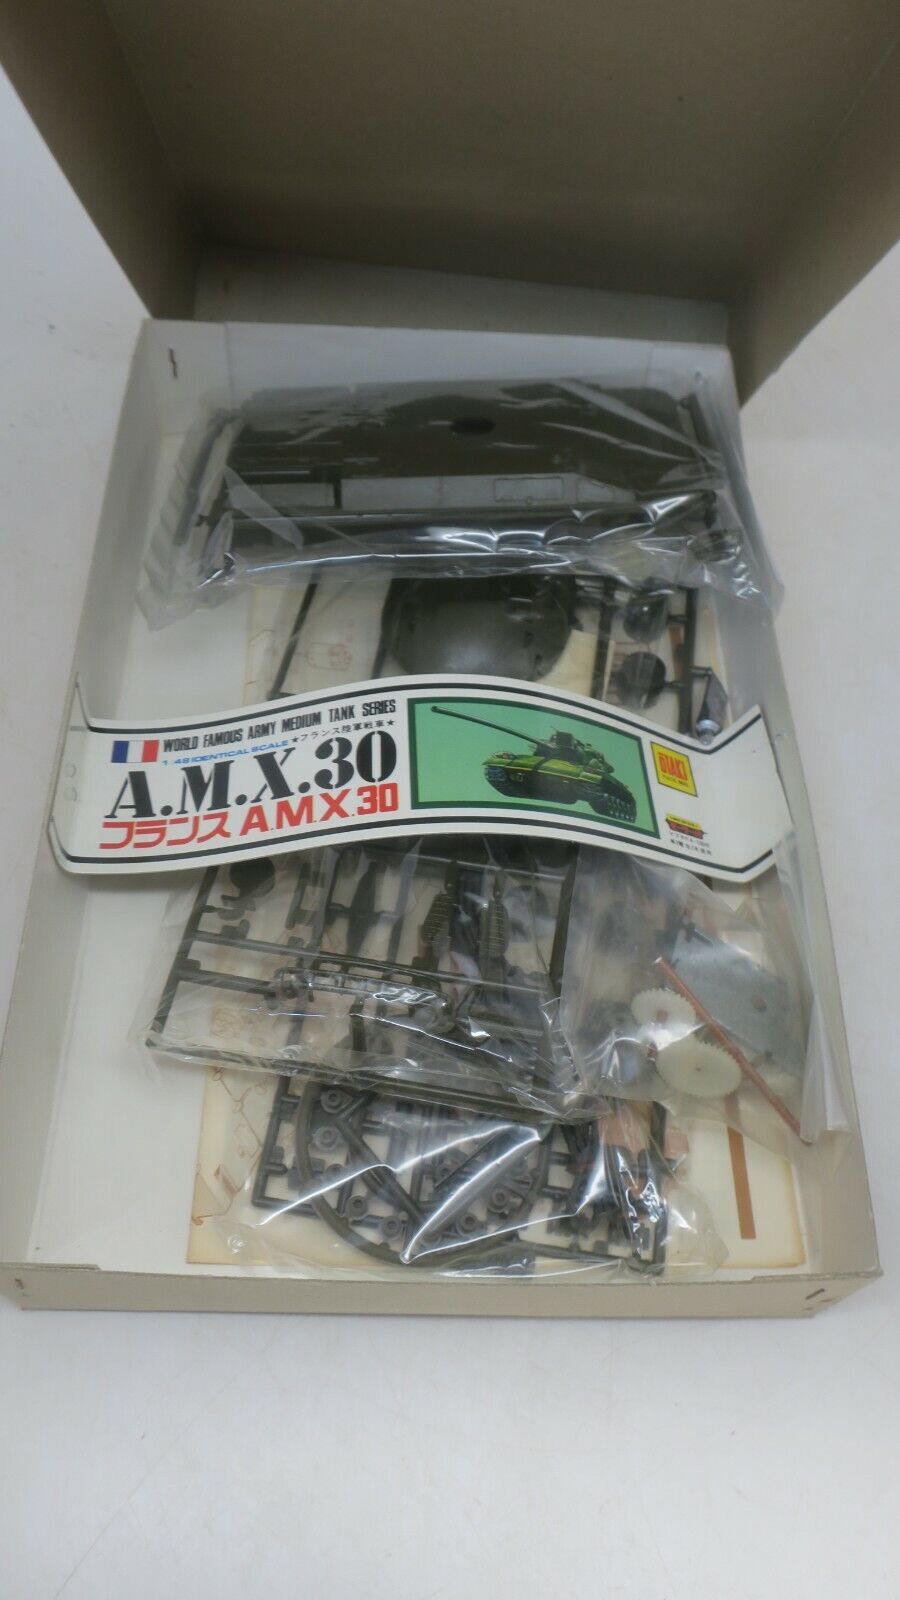 WORLD FAMOUS ARMY MEDIUM TANK SERIES
1/48 IDENTICAL SCALE ★フランス陸軍戦車★
A.M.X.30
フランス A.M.X.30
OTAKI